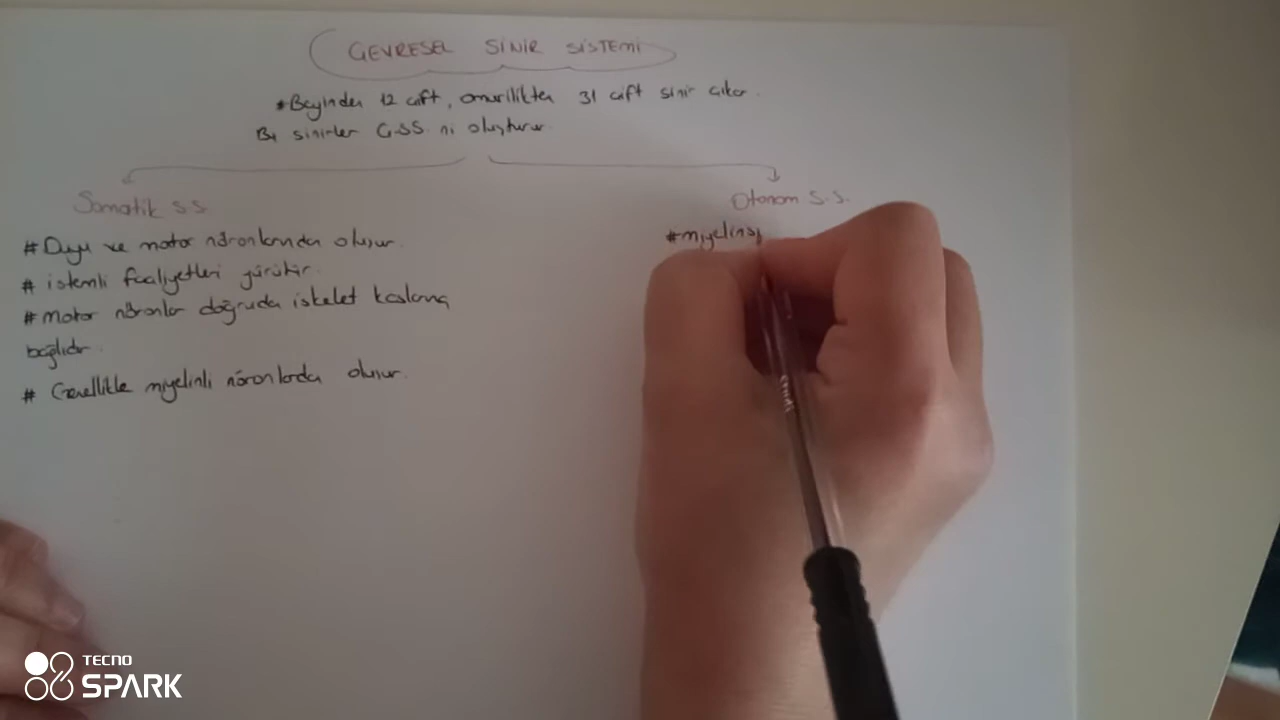 ÇEVRESEL SİNİR SİSTEMİ
*Beyinden 12 çift, omurilikten 31 çift sinir çıkar.
Bu sinirler Ç.S.S. ni oluşturur.
Somatik S.S.
Otonom S.S.
# Duyu ve motor nöronlarından oluşur.
# istemli faaliyetleri yürütür.
# motor nöronlar doğrudan iskelet kaslarına
bağlıdır.
# Genellikle miyelinli nöronlardan oluşur.
#miyelinsi
TECNO
SPARK